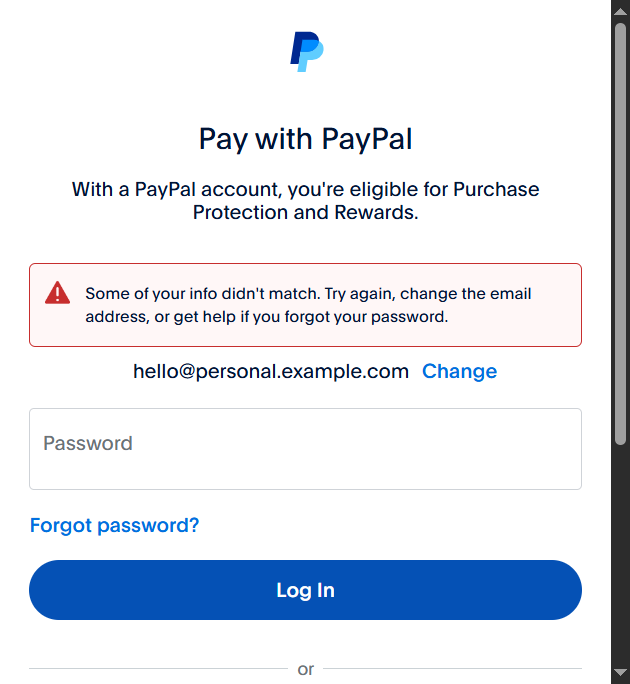 Pay with PayPal
With a PayPal account, you're eligible for Purchase
Protection and Rewards.
Some of your info didn't match. Try again, change the email
address, or get help if you forgot your password.
hello@personal.example.com Change
Password
Forgot password?
Log In
or